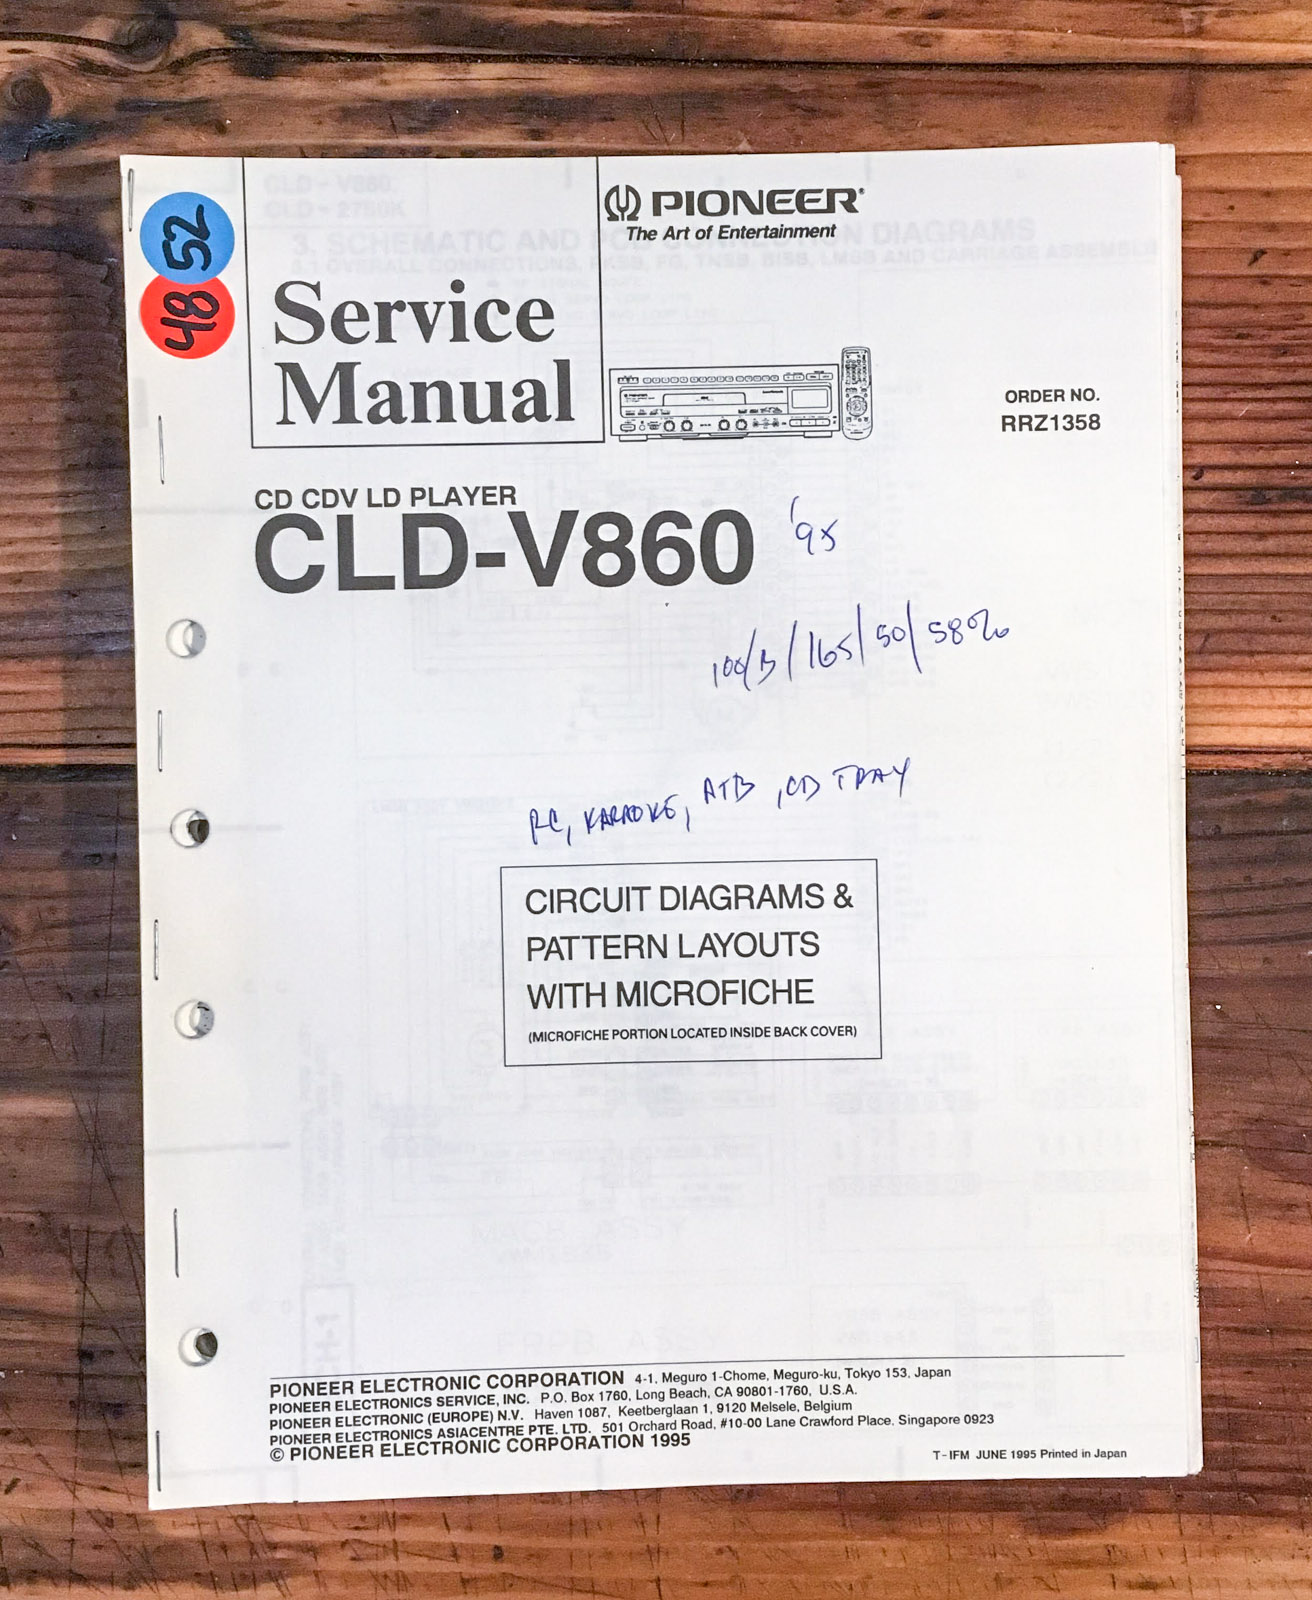 52
48
PIONEER®
The Art of Entertainment
Service
Manual
ORDER NO.
RRZ1358
CD CDV LD PLAYER
CLD-V860
'95
100/B/165/50/58%
RC, KARAOKE, ATB, CD TRAY
CIRCUIT DIAGRAMS &
PATTERN LAYOUTS
WITH MICROFICHE
(MICROFICHE PORTION LOCATED INSIDE BACK COVER)
PIONEER ELECTRONIC CORPORATION 4-1, Meguro 1-Chome, Meguro-ku, Tokyo 153, Japan
PIONEER ELECTRONICS SERVICE, INC. P.O. Box 1760, Long Beach, CA 90801-1760, U.S.A.
PIONEER ELECTRONIC (EUROPE) N.V. Haven 1087, Keetberglaan 1, 9120 Melsele, Belgium
PIONEER ELECTRONICS ASIACENTRE PTE. LTD. 501 Orchard Road, #10-00 Lane Crawford Place, Singapore 0923
© PIONEER ELECTRONIC CORPORATION 1995
T-IFM JUNE 1995 Printed in Japan